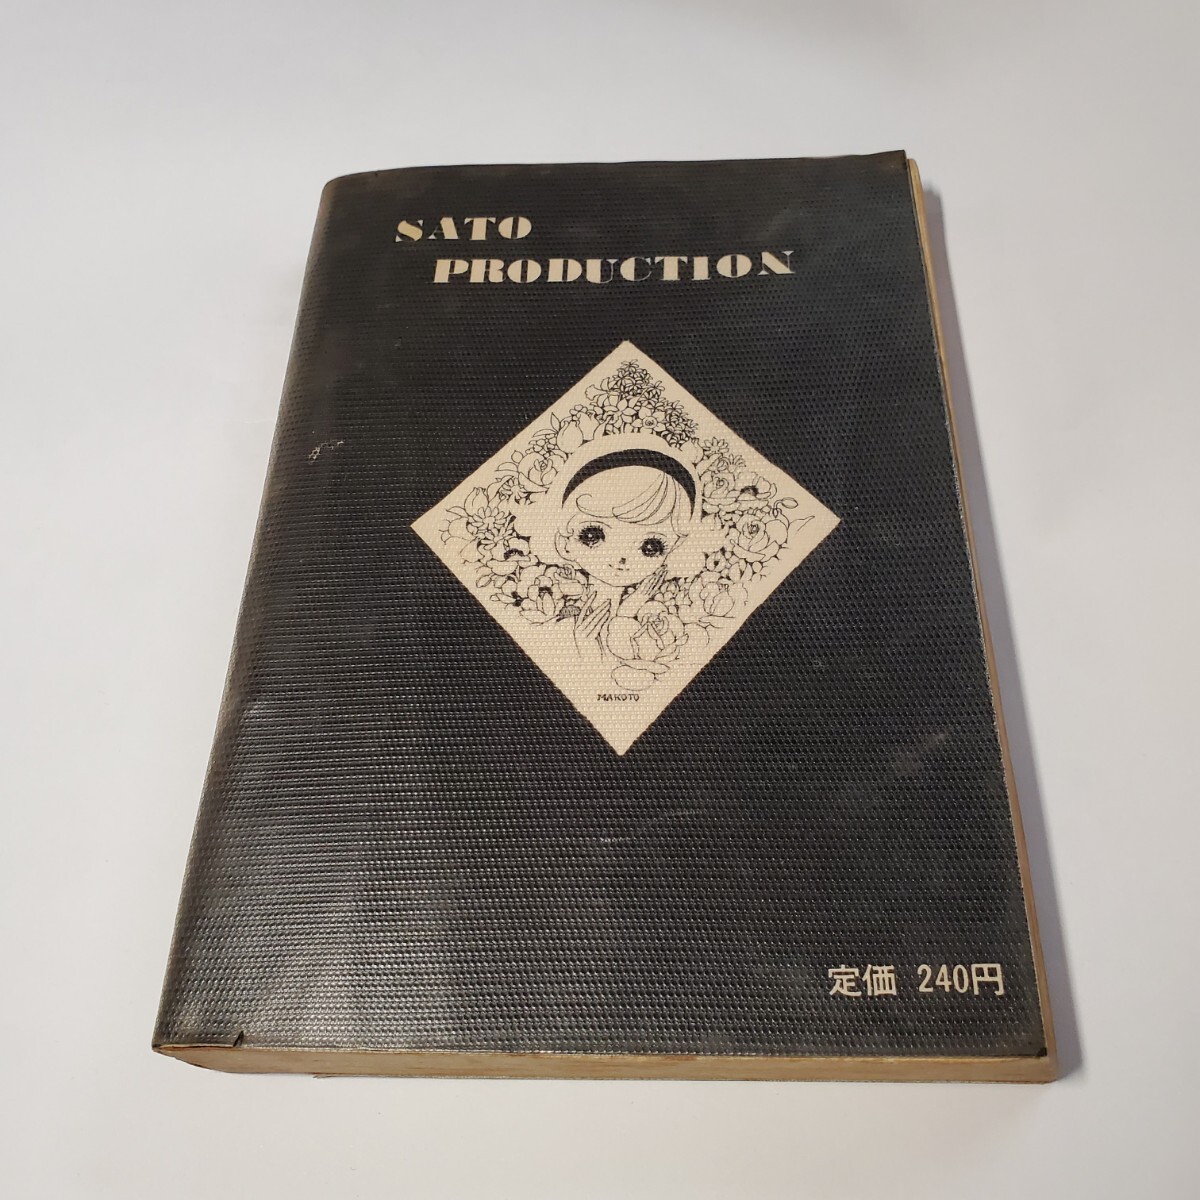 SATO
PRODUCTION
MAKOTO
定価 240円